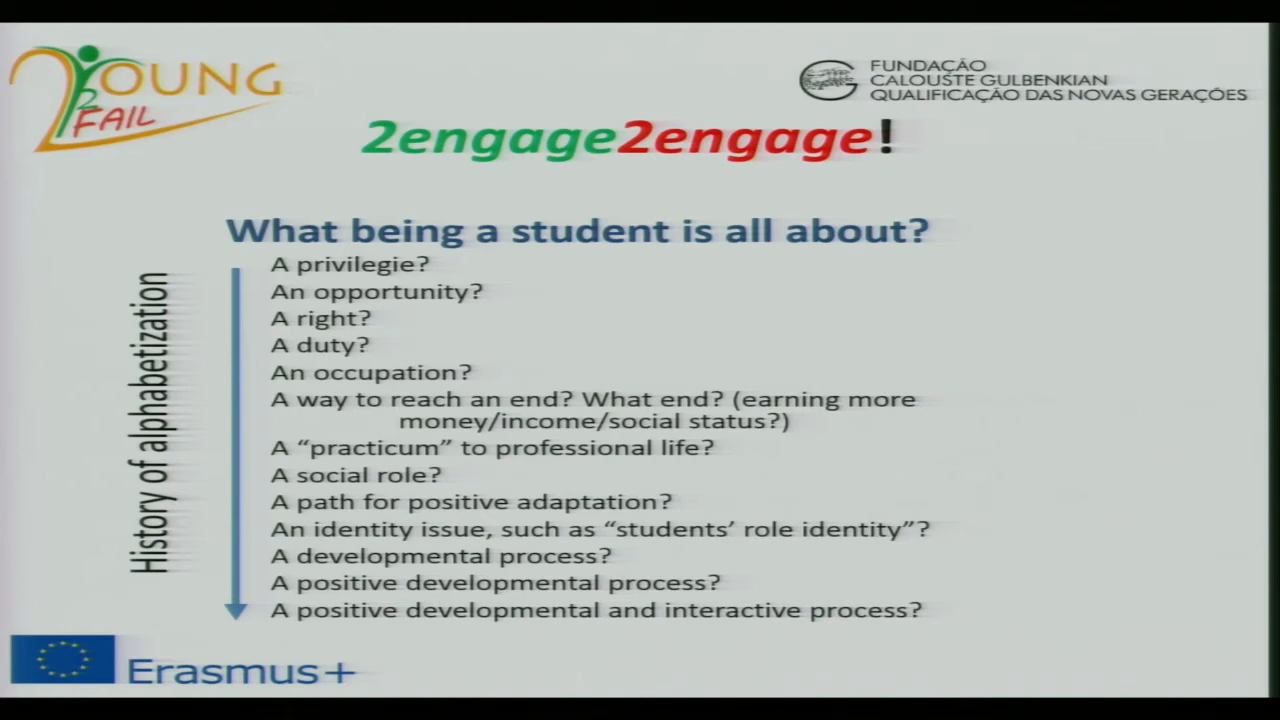 YOUNG
2
FAIL
FUNDAÇÃO
CALOUSTE GULBENKIAN
QUALIFICAÇÃO DAS NOVAS GERAÇÕES
2engage2engage!
What being a student is all about?
History of alphabetization
A privilegie?
An opportunity?
A right?
A duty?
An occupation?
A way to reach an end? What end? (earning more
money/income/social status?)
A “practicum” to professional life?
A social role?
A path for positive adaptation?
An identity issue, such as “students’ role identity”?
A developmental process?
A positive developmental process?
A positive developmental and interactive process?
Erasmus+